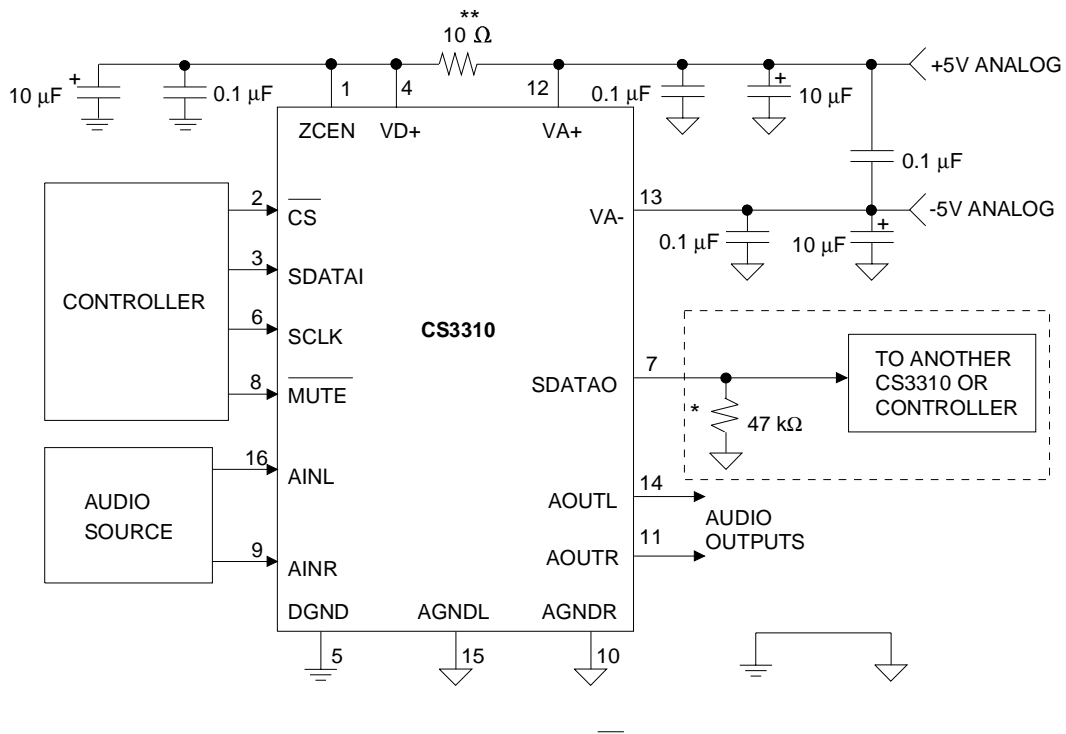 **
10 Ω
+5V ANALOG
+
10 µF
0.1 µF
1
4
12
0.1 µF
+
10 µF
ZCEN
VD+
VA+
0.1 µF
2
CS
13
VA-
-5V ANALOG
0.1 µF
10 µF
+
3
SDATAI
CONTROLLER
6
SCLK
CS3310
8
MUTE
7
SDATAO
TO ANOTHER
CS3310 OR
CONTROLLER
*
47 kΩ
16
AINL
AUDIO
SOURCE
14
AOUTL
AUDIO
OUTPUTS
11
AOUTR
9
AINR
DGND
AGNDL
AGNDR
5
15
10